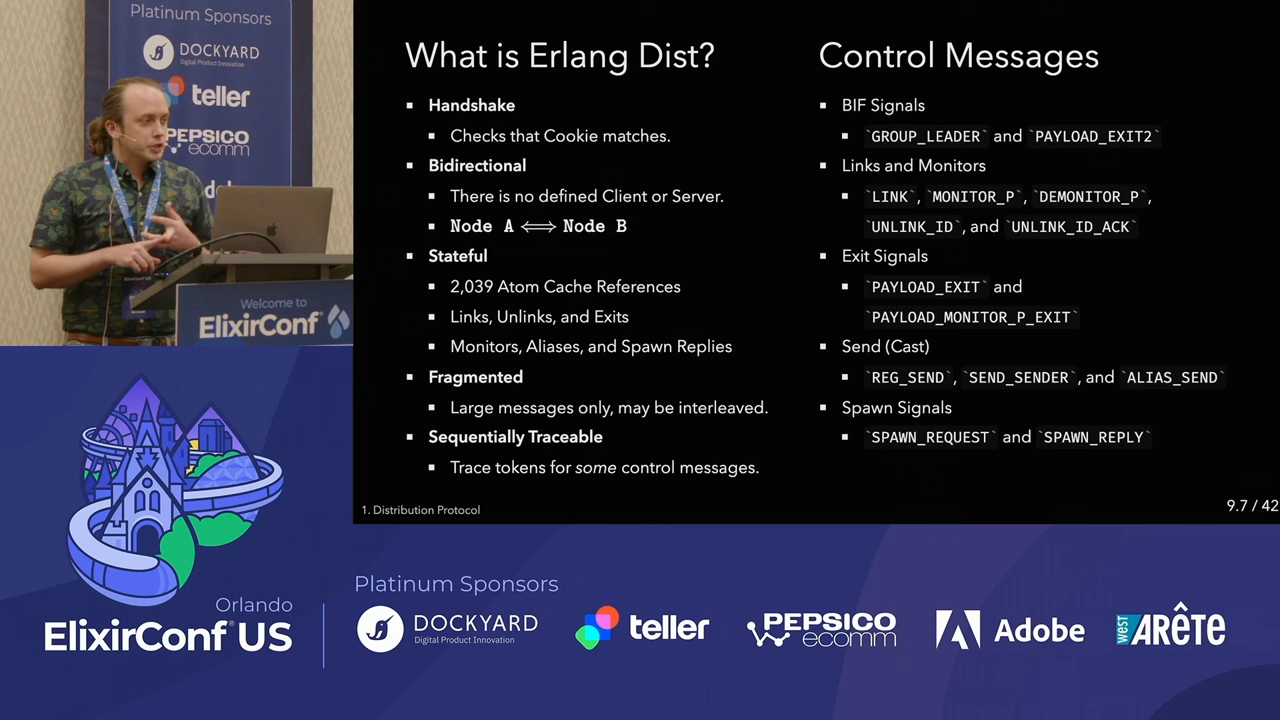 Platinum Sponsors
DOCKYARD
Digital Product Innovation
teller
PEPSICO
ecomm
Welcome to
ElixirConf
What is Erlang Dist?
▪ Handshake
▪ Checks that Cookie matches.
▪ Bidirectional
▪ There is no defined Client or Server.
▪ Node A ⟺ Node B
▪ Stateful
▪ 2,039 Atom Cache References
▪ Links, Unlinks, and Exits
▪ Monitors, Aliases, and Spawn Replies
▪ Fragmented
▪ Large messages only, may be interleaved.
▪ Sequentially Traceable
▪ Trace tokens for some control messages.
Control Messages
▪ BIF Signals
▪ `GROUP_LEADER` and `PAYLOAD_EXIT2`
▪ Links and Monitors
▪ `LINK`, `MONITOR_P`, `DEMONITOR_P`,
`UNLINK_ID`, and `UNLINK_ID_ACK`
▪ Exit Signals
▪ `PAYLOAD_EXIT` and
`PAYLOAD_MONITOR_P_EXIT`
▪ Send (Cast)
▪ `REG_SEND`, `SEND_SENDER`, and `ALIAS_SEND`
▪ Spawn Signals
▪ `SPAWN_REQUEST` and `SPAWN_REPLY`
1. Distribution Protocol
9.7 / 42
Orlando
ElixirConf® US
Platinum Sponsors
DOCKYARD
Digital Product Innovation
teller
PEPSICO
ecomm
Adobe
west ARÊTE